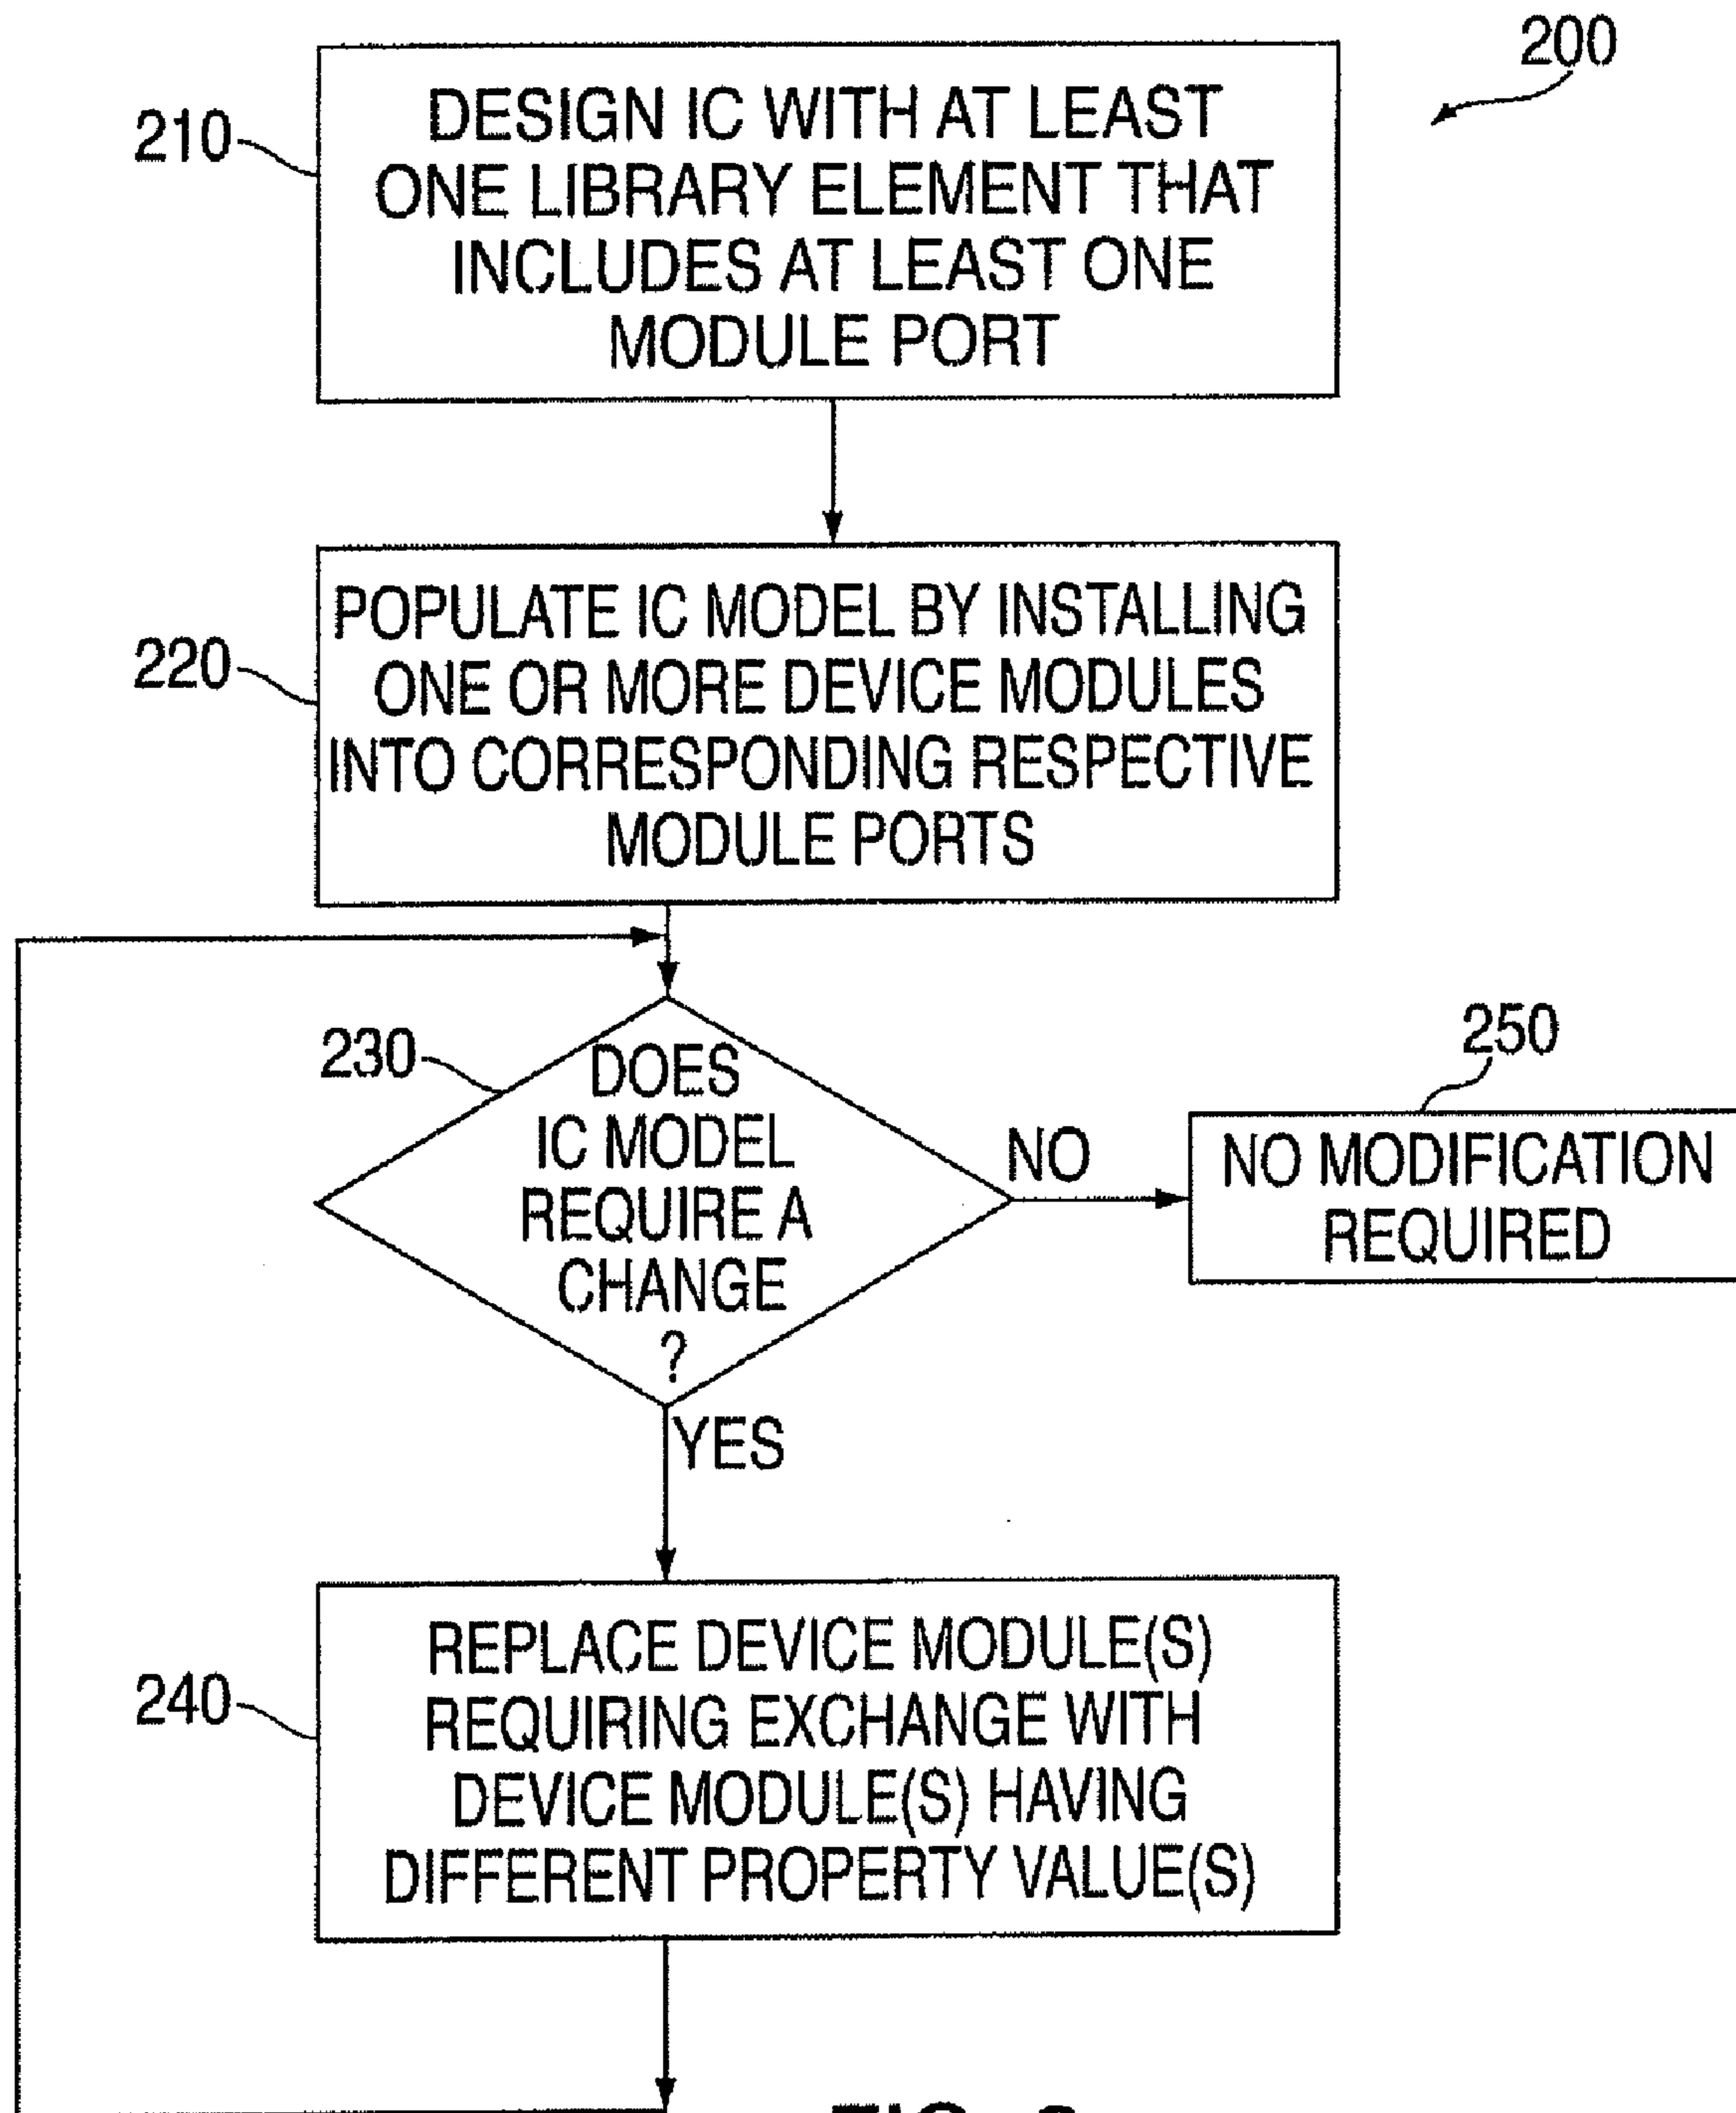 200
210
DESIGN IC WITH AT LEAST
ONE LIBRARY ELEMENT THAT
INCLUDES AT LEAST ONE
MODULE PORT
220
POPULATE IC MODEL BY INSTALLING
ONE OR MORE DEVICE MODULES
INTO CORRESPONDING RESPECTIVE
MODULE PORTS
230
DOES
IC MODEL
REQUIRE A
CHANGE
?
NO
250
NO MODIFICATION
REQUIRED
YES
240
REPLACE DEVICE MODULE(S)
REQUIRING EXCHANGE WITH
DEVICE MODULE(S) HAVING
DIFFERENT PROPERTY VALUE(S)